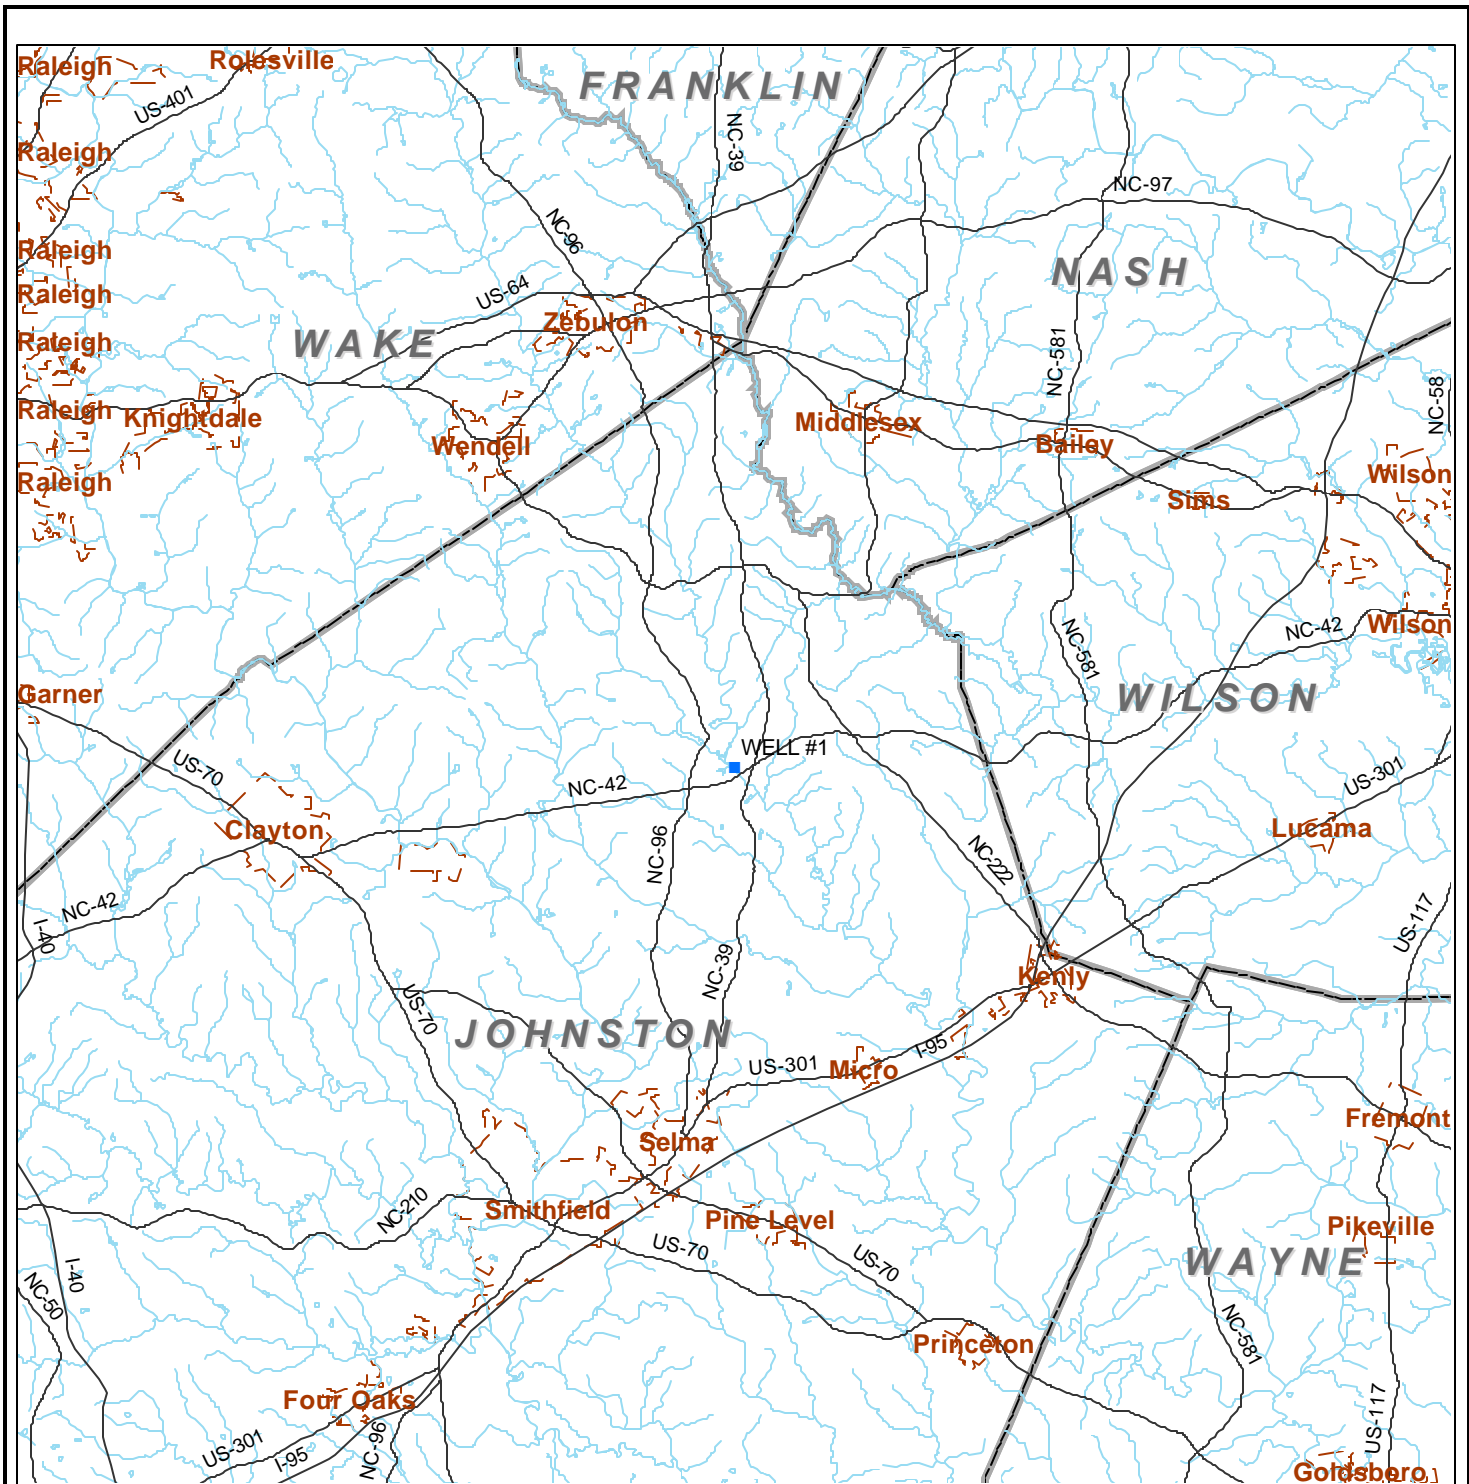 Raleigh
Rolesville
FRANKLIN
US-401
NC-39
Raleigh
NC-97
NC-96
Raleigh
NASH
Raleigh
US-64
Zebulon
Raleigh
WAKE
NC-581
NC-58
Raleigh
Knightdale
Middlesex
Wendell
Bailey
Wilson
Raleigh
Sims
NC-42
Wilson
NC-581
Garner
WILSON
US-70
WELL #1
NC-42
US-301
Clayton
Lucama
NC-96
NC-222
NC-42
I-40
US-117
NC-39
Kenly
US-70
JOHNSTON
I-95
US-301
Micro
Fremont
Selma
NC-210
Smithfield
Pine Level
Pikeville
US-70
US-70
WAYNE
I-40
NC-50
NC-581
Princeton
Four Oaks
US-117
US-301
I-95
NC-96
Goldsboro